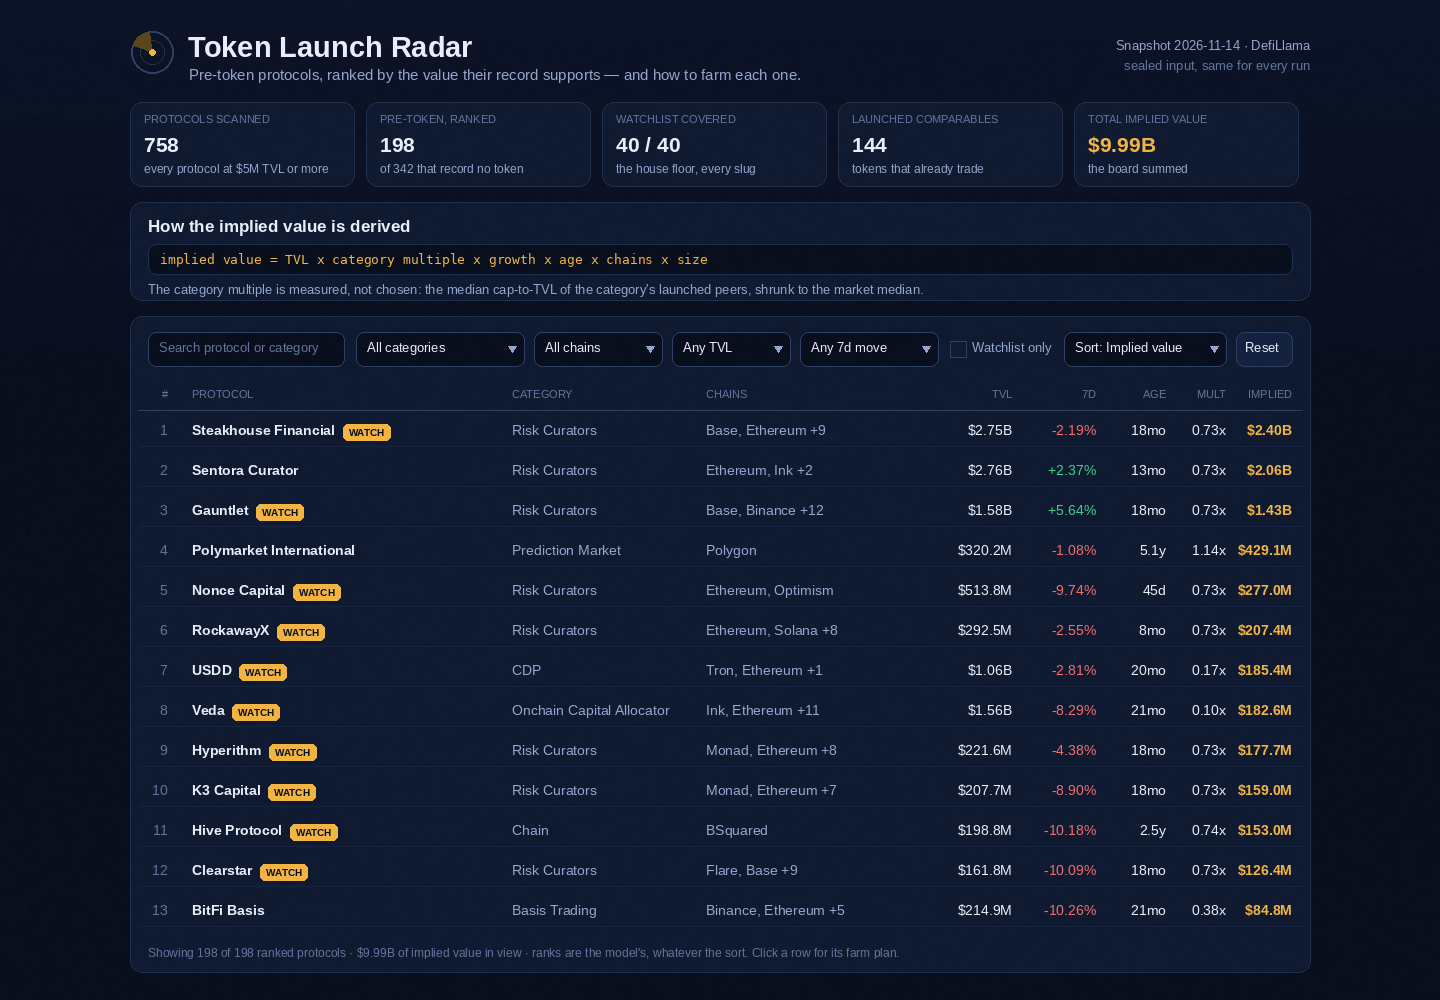 Token Launch Radar
Pre-token protocols, ranked by the value their record supports — and how to farm each one.
Snapshot 2026-11-14 · DefiLlama
sealed input, same for every run
PROTOCOLS SCANNED
758
every protocol at $5M TVL or more
PRE-TOKEN, RANKED
198
of 342 that record no token
WATCHLIST COVERED
40 / 40
the house floor, every slug
LAUNCHED COMPARABLES
144
tokens that already trade
TOTAL IMPLIED VALUE
$9.99B
the board summed
How the implied value is derived
implied value = TVL x category multiple x growth x age x chains x size
The category multiple is measured, not chosen: the median cap-to-TVL of the category's launched peers, shrunk to the market median.
Search protocol or category All categories All chains Any TVL Any 7d move Watchlist only Sort: Implied value Reset
# PROTOCOL CATEGORY CHAINS TVL 7D AGE MULT IMPLIED
1 Steakhouse Financial WATCH Risk Curators Base, Ethereum +9 $2.75B -2.19% 18mo 0.73x $2.40B
2 Sentora Curator Risk Curators Ethereum, Ink +2 $2.76B +2.37% 13mo 0.73x $2.06B
3 Gauntlet WATCH Risk Curators Base, Binance +12 $1.58B +5.64% 18mo 0.73x $1.43B
4 Polymarket International Prediction Market Polygon $320.2M -1.08% 5.1y 1.14x $429.1M
5 Nonce Capital WATCH Risk Curators Ethereum, Optimism $513.8M -9.74% 45d 0.73x $277.0M
6 RockawayX WATCH Risk Curators Ethereum, Solana +8 $292.5M -2.55% 8mo 0.73x $207.4M
7 USDD WATCH CDP Tron, Ethereum +1 $1.06B -2.81% 20mo 0.17x $185.4M
8 Veda WATCH Onchain Capital Allocator Ink, Ethereum +11 $1.56B -8.29% 21mo 0.10x $182.6M
9 Hyperithm WATCH Risk Curators Monad, Ethereum +8 $221.6M -4.38% 18mo 0.73x $177.7M
10 K3 Capital WATCH Risk Curators Monad, Ethereum +7 $207.7M -8.90% 18mo 0.73x $159.0M
11 Hive Protocol WATCH Chain BSquared $198.8M -10.18% 2.5y 0.74x $153.0M
12 Clearstar WATCH Risk Curators Flare, Base +9 $161.8M -10.09% 18mo 0.73x $126.4M
13 BitFi Basis Basis Trading Binance, Ethereum +5 $214.9M -10.26% 21mo 0.38x $84.8M
Showing 198 of 198 ranked protocols · $9.99B of implied value in view · ranks are the model's, whatever the sort. Click a row for its farm plan.